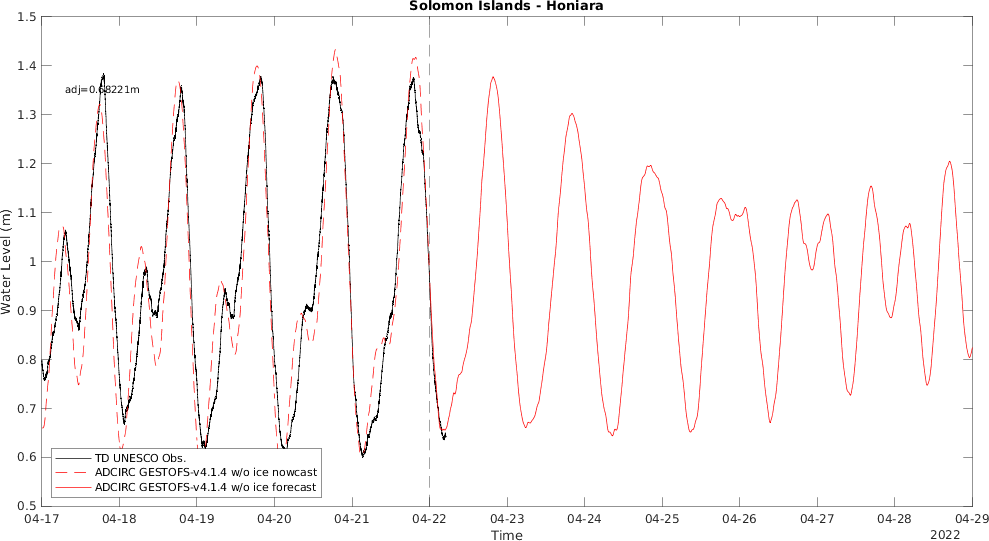 Solomon Islands - Honiara
1.5
1.4
1.3
1.2
1.1
1
0.9
0.8
0.7
0.6
0.5
Water Level (m)
adj=0.68221m
TD UNESCO Obs.
ADCIRC GESTOFS-v4.1.4 w/o ice nowcast
ADCIRC GESTOFS-v4.1.4 w/o ice forecast
04-17 04-18 04-19 04-20 04-21 04-22 04-23 04-24 04-25 04-26 04-27 04-28 04-29
Time
2022